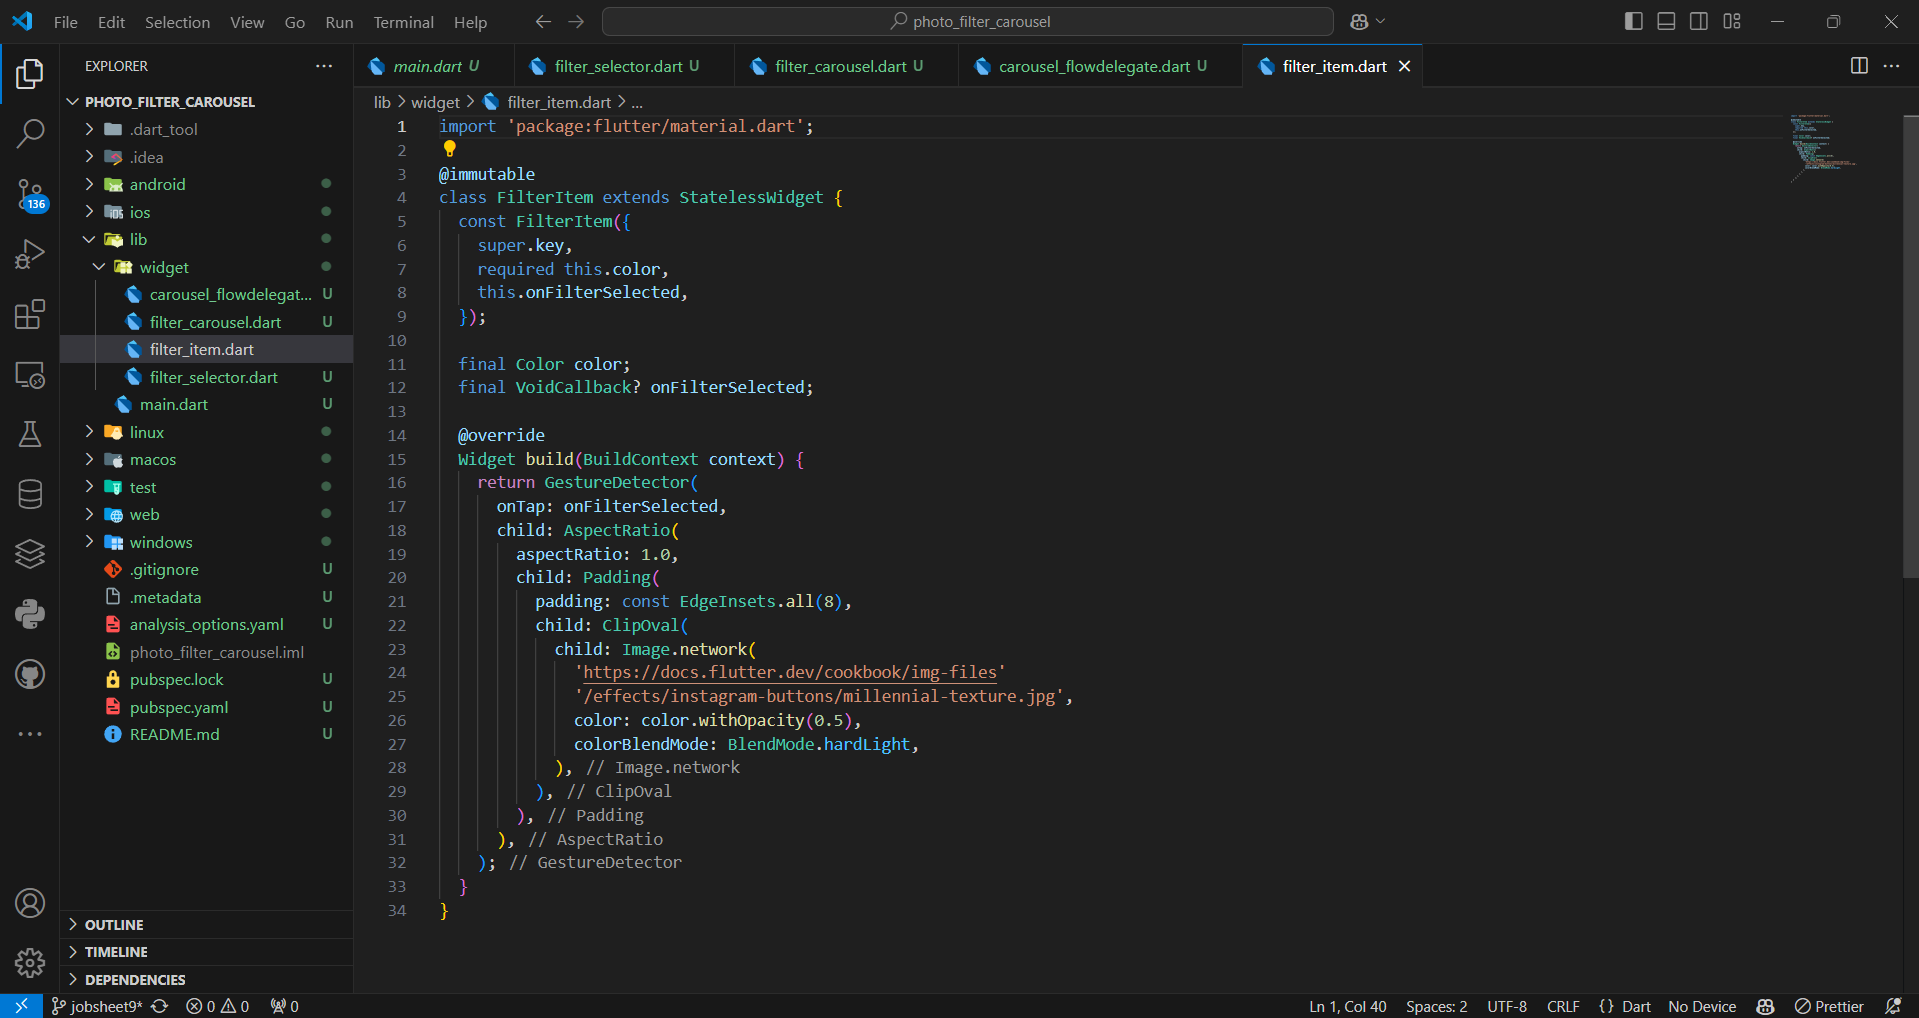 File Edit Selection View Go Run Terminal Help
photo_filter_carousel
EXPLORER
PHOTO_FILTER_CAROUSEL
.dart_tool
.idea
android
ios
lib
widget
carousel_flowdelegat... U
filter_carousel.dart U
filter_item.dart
filter_selector.dart U
main.dart U
linux
macos
test
web
windows
.gitignore U
.metadata U
analysis_options.yaml U
photo_filter_carousel.iml
pubspec.lock U
pubspec.yaml U
README.md U
OUTLINE
TIMELINE
DEPENDENCIES
136
main.dart U filter_selector.dart U filter_carousel.dart U carousel_flowdelegate.dart U filter_item.dart
lib > widget > filter_item.dart > ...
1 import 'package:flutter/material.dart';
2
3 @immutable
4 class FilterItem extends StatelessWidget {
5 const FilterItem({
6 super.key,
7 required this.color,
8 this.onFilterSelected,
9 });
10
11 final Color color;
12 final VoidCallback? onFilterSelected;
13
14 @override
15 Widget build(BuildContext context) {
16 return GestureDetector(
17 onTap: onFilterSelected,
18 child: AspectRatio(
19 aspectRatio: 1.0,
20 child: Padding(
21 padding: const EdgeInsets.all(8),
22 child: ClipOval(
23 child: Image.network(
24 'https://docs.flutter.dev/cookbook/img-files'
25 '/effects/instagram-buttons/millennial-texture.jpg',
26 color: color.withOpacity(0.5),
27 colorBlendMode: BlendMode.hardLight,
28 ), // Image.network
29 ), // ClipOval
30 ), // Padding
31 ), // AspectRatio
32 ); // GestureDetector
33 }
34 }
jobsheet9* 0 0 0 Ln 1, Col 40 Spaces: 2 UTF-8 CRLF {} Dart No Device Prettier